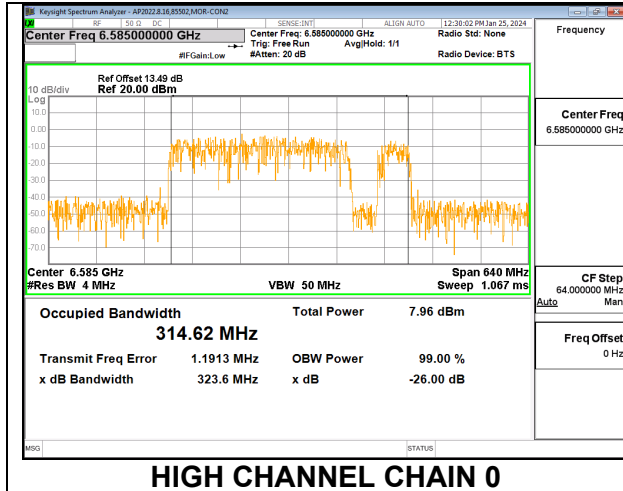 Keysight Spectrum Analyzer - AP2022.8.16,85502,MOR-CON2
RF 50 Ω DC SENSE:INT ALIGN AUTO 12:30:02 PM Jan 25, 2024
Center Freq 6.585000000 GHz
Center Freq: 6.585000000 GHz
Radio Std: None
Trig: Free Run Avg|Hold: 1/1
#IFGain:Low #Atten: 20 dB Radio Device: BTS
Ref Offset 13.49 dB
10 dB/div Ref 20.00 dBm
Log
10.0
0.00
-10.0
-20.0
-30.0
-40.0
-50.0
-60.0
-70.0
Center 6.585 GHz Span 640 MHz
#Res BW 4 MHz VBW 50 MHz Sweep 1.067 ms
Occupied Bandwidth Total Power 7.96 dBm
314.62 MHz
Transmit Freq Error 1.1913 MHz OBW Power 99.00 %
x dB Bandwidth 323.6 MHz x dB -26.00 dB
MSG STATUS
Frequency
Center Freq
6.585000000 GHz
CF Step
64.000000 MHz
Auto Man
Freq Offset
0 Hz
HIGH CHANNEL CHAIN 0